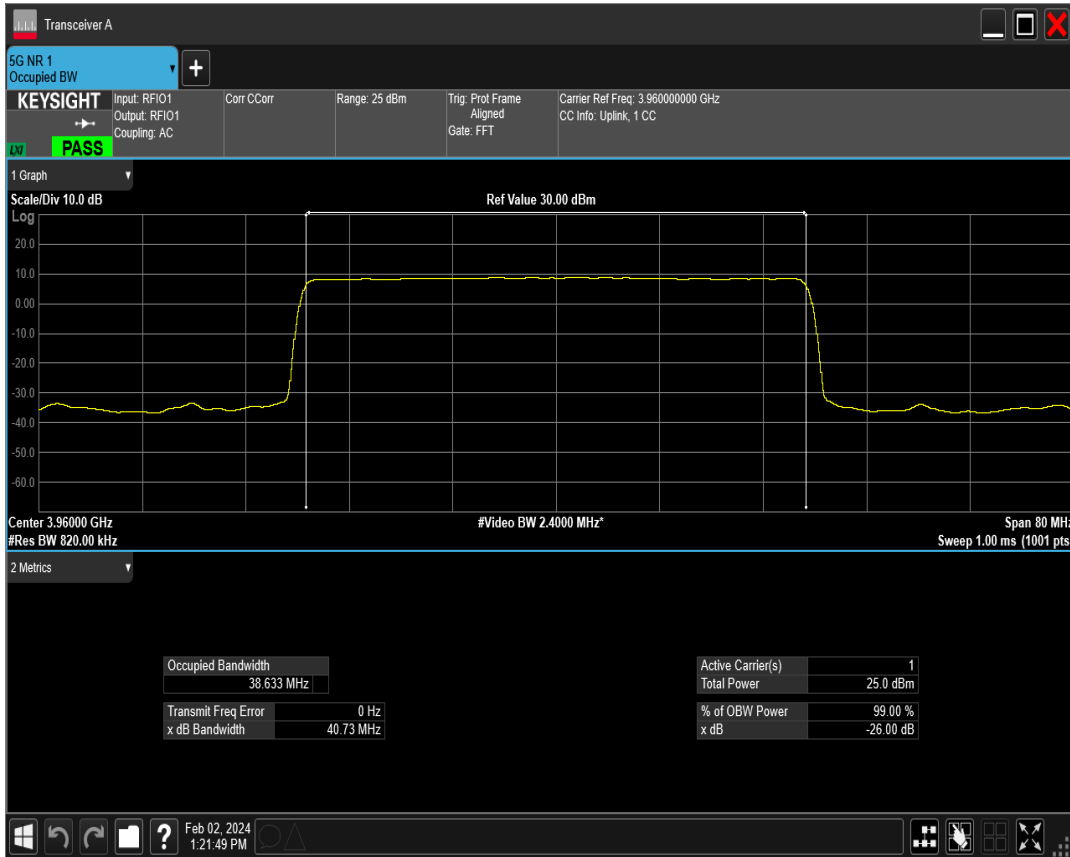 Transceiver A
5G NR 1
Occupied BW
+
KEYSIGHT
LXI
PASS
Input: RFIO1
Output: RFIO1
Coupling: AC
Corr CCorr
Range: 25 dBm
Trig: Prot Frame
Aligned
Gate: FFT
Carrier Ref Freq: 3.960000000 GHz
CC Info: Uplink, 1 CC
1 Graph
Scale/Div 10.0 dB
Ref Value 30.00 dBm
Log
20.0
10.0
0.00
-10.0
-20.0
-30.0
-40.0
-50.0
-60.0
Center 3.96000 GHz
#Video BW 2.4000 MHz*
Span 80 MHz
#Res BW 820.00 kHz
Sweep 1.00 ms (1001 pts
2 Metrics
Occupied Bandwidth
38.633 MHz
Transmit Freq Error 0 Hz
x dB Bandwidth 40.73 MHz
Active Carrier(s) 1
Total Power 25.0 dBm
% of OBW Power 99.00 %
x dB -26.00 dB
?
Feb 02, 2024
1:21:49 PM